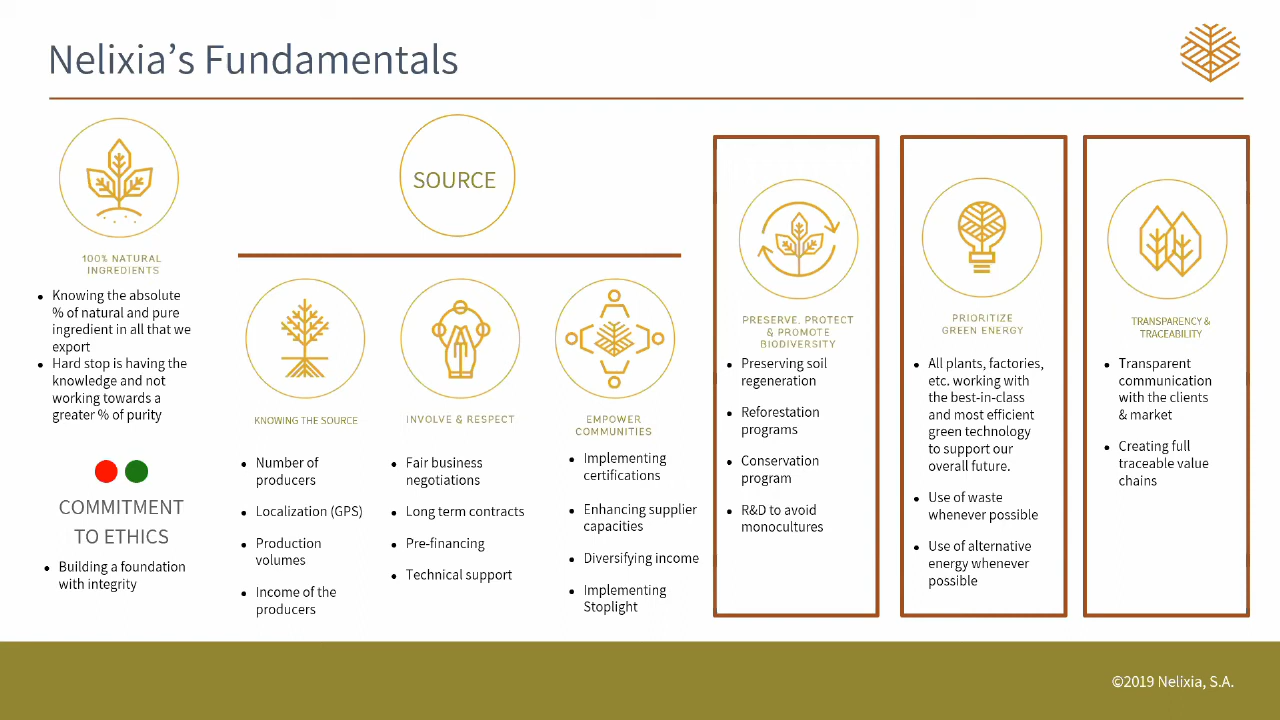 Nelixia's Fundamentals
100% NATURAL
INGREDIENTS
• Knowing the absolute
% of natural and pure
ingredient in all that we
export
• Hard stop is having the
knowledge and not
working towards a
greater % of purity
COMMITMENT
TO ETHICS
• Building a foundation
with integrity
SOURCE
KNOWING THE SOURCE
• Number of
producers
• Localization (GPS)
• Production
volumes
• Income of the
producers
INVOLVE & RESPECT
• Fair business
negotiations
• Long term contracts
• Pre-financing
• Technical support
EMPOWER
COMMUNITIES
• Implementing
certifications
• Enhancing supplier
capacities
• Diversifying income
• Implementing
Stoplight
PRESERVE, PROTECT
& PROMOTE
BIODIVERSITY
• Preserving soil
regeneration
• Reforestation
programs
• Conservation
program
• R&D to avoid
monocultures
PRIORITIZE
GREEN ENERGY
• All plants, factories,
etc. working with
the best-in-class
and most efficient
green technology
to support our
overall future.
• Use of waste
whenever possible
• Use of alternative
energy whenever
possible
TRANSPARENCY &
TRACEABILITY
• Transparent
communication
with the clients
& market
• Creating full
traceable value
chains
©2019 Nelixia, S.A.